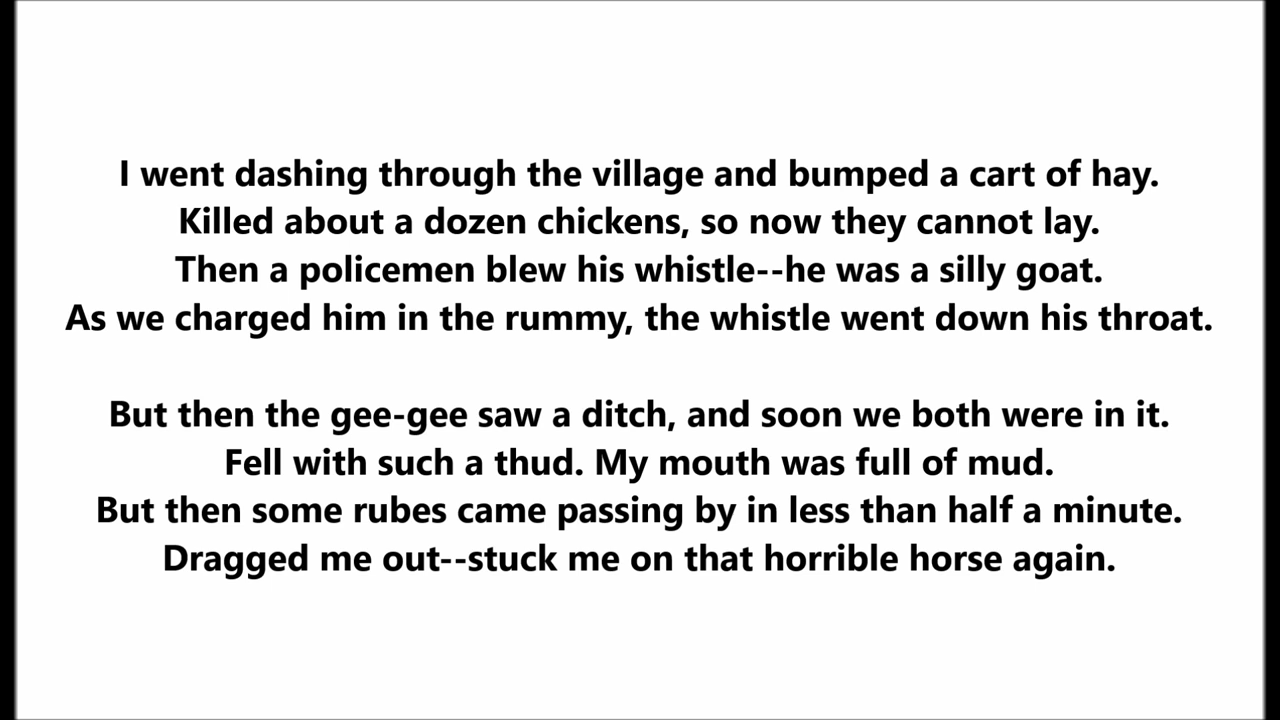 I went dashing through the village and bumped a cart of hay.
Killed about a dozen chickens, so now they cannot lay.
Then a policemen blew his whistle--he was a silly goat.
As we charged him in the rummy, the whistle went down his throat.
But then the gee-gee saw a ditch, and soon we both were in it.
Fell with such a thud. My mouth was full of mud.
But then some rubes came passing by in less than half a minute.
Dragged me out--stuck me on that horrible horse again.